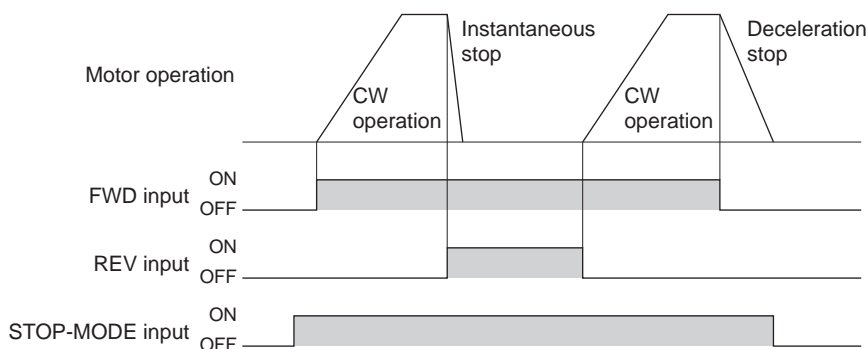 Instantaneous
stop
Deceleration
stop
Motor operation
CW
operation
CW
operation
ON
FWD input
OFF
ON
REV input
OFF
ON
STOP-MODE input
OFF